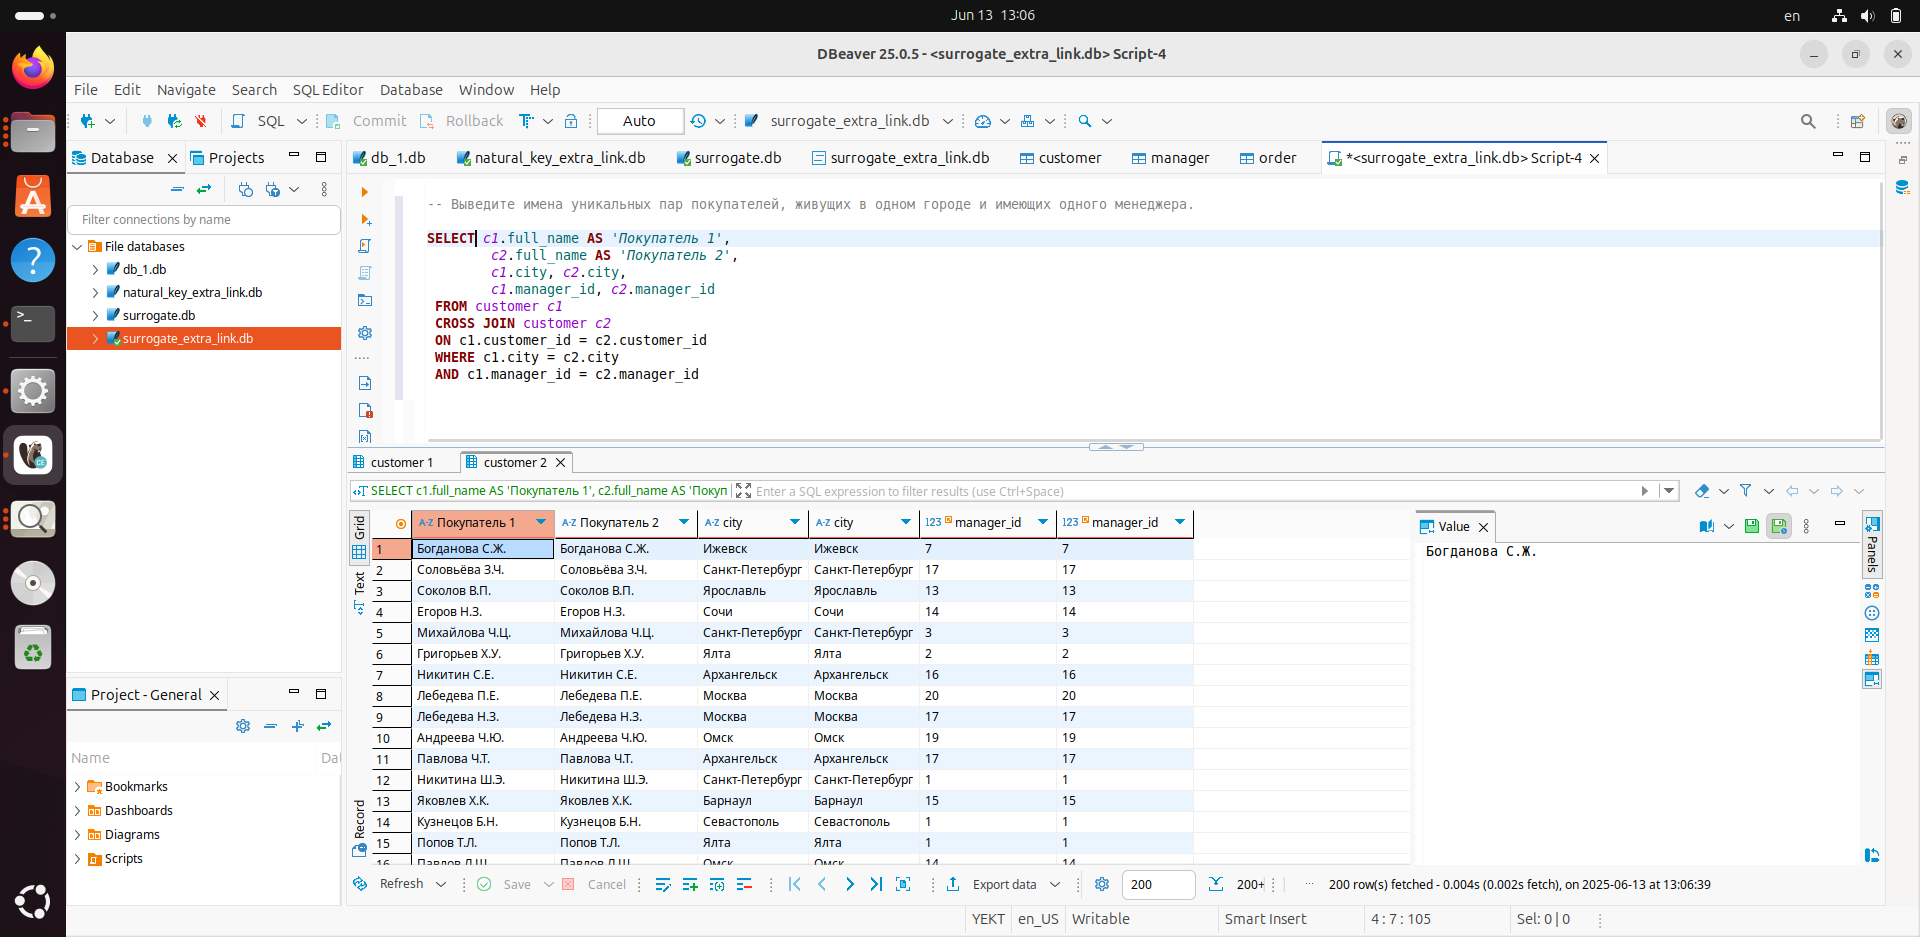 Jun 13 13:06
en
DBeaver 25.0.5 - <surrogate_extra_link.db> Script-4
File Edit Navigate Search SQL Editor Database Window Help
SQL Commit Rollback Auto surrogate_extra_link.db
Database Projects
db_1.db natural_key_extra_link.db surrogate.db surrogate_extra_link.db customer manager order *<surrogate_extra_link.db> Script-4
Filter connections by name
File databases
db_1.db
natural_key_extra_link.db
surrogate.db
surrogate_extra_link.db
-- Выведите имена уникальных пар покупателей, живущих в одном городе и имеющих одного менеджера.
SELECT c1.full_name AS 'Покупатель 1',
c2.full_name AS 'Покупатель 2',
c1.city, c2.city,
c1.manager_id, c2.manager_id
FROM customer c1
CROSS JOIN customer c2
ON c1.customer_id = c2.customer_id
WHERE c1.city = c2.city
AND c1.manager_id = c2.manager_id
customer 1 customer 2
SELECT c1.full_name AS 'Покупатель 1', c2.full_name AS 'Покуп Enter a SQL expression to filter results (use Ctrl+Space)
Grid
Text
Record
A-Z Покупатель 1 A-Z Покупатель 2 A-Z city A-Z city 123 manager_id 123 manager_id
1 Богданова С.Ж. Богданова С.Ж. Ижевск Ижевск 7 7
2 Соловьёва З.Ч. Соловьёва З.Ч. Санкт-Петербург Санкт-Петербург 17 17
3 Соколов В.П. Соколов В.П. Ярославль Ярославль 13 13
4 Егоров Н.З. Егоров Н.З. Сочи Сочи 14 14
5 Михайлова Ч.Ц. Михайлова Ч.Ц. Санкт-Петербург Санкт-Петербург 3 3
6 Григорьев Х.У. Григорьев Х.У. Ялта Ялта 2 2
7 Никитин С.Е. Никитин С.Е. Архангельск Архангельск 16 16
8 Лебедева П.Е. Лебедева П.Е. Москва Москва 20 20
9 Лебедева Н.З. Лебедева Н.З. Москва Москва 17 17
10 Андреева Ч.Ю. Андреева Ч.Ю. Омск Омск 19 19
11 Павлова Ч.Т. Павлова Ч.Т. Архангельск Архангельск 17 17
12 Никитина Ш.Э. Никитина Ш.Э. Санкт-Петербург Санкт-Петербург 1 1
13 Яковлев Х.К. Яковлев Х.К. Барнаул Барнаул 15 15
14 Кузнецов Б.Н. Кузнецов Б.Н. Севастополь Севастополь 1 1
15 Попов Т.Л. Попов Т.Л. Ялта Ялта 1 1
16 Павлов Павлов Омск Омск 14 14
Value
Богданова С.Ж.
Panels
Project - General
Name Dat
Bookmarks
Dashboards
Diagrams
Scripts
Refresh Save Cancel Export data 200 200+ 200 row(s) fetched - 0.004s (0.002s fetch), on 2025-06-13 at 13:06:39
YEKT en_US Writable Smart Insert 4 : 7 : 105 Sel: 0 | 0